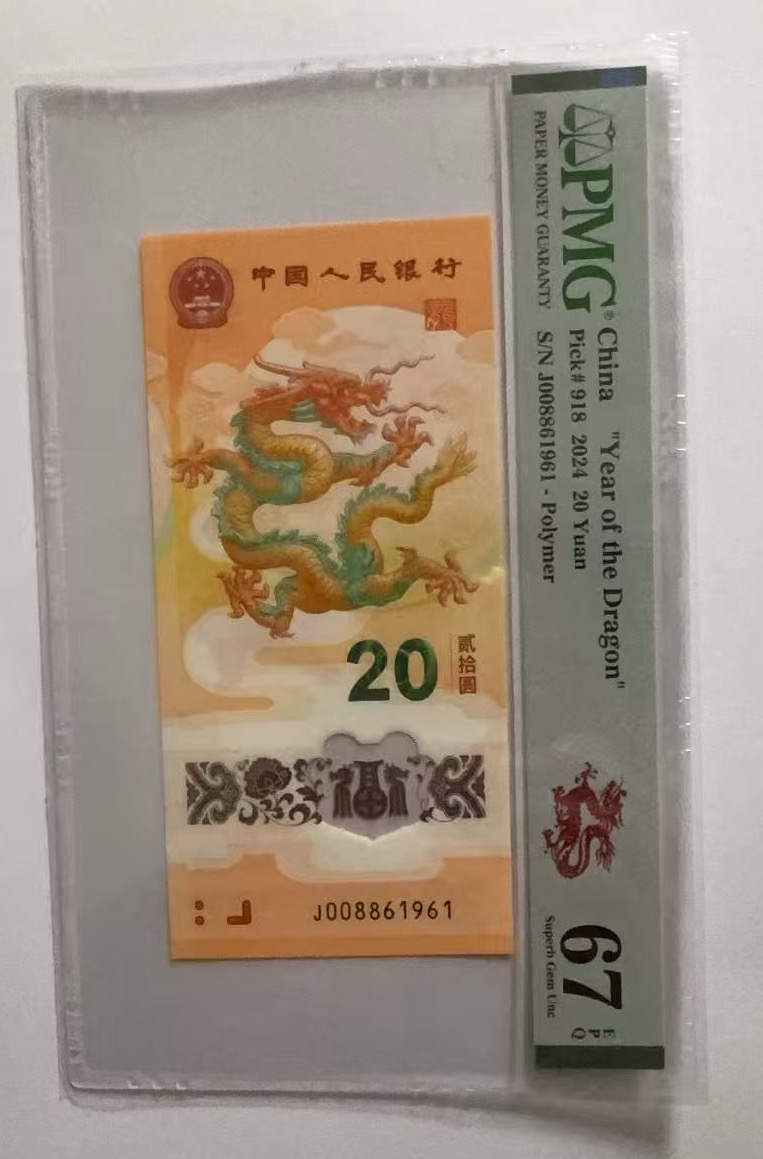 中国人民银行
20
贰拾圆
J008861961
PMG®
PAPER MONEY GUARANTY
China "Year of the Dragon"
Pick# 918 2024 20 Yuan
S/N J008861961 - Polymer
67 EPQ
Superb Gem Unc